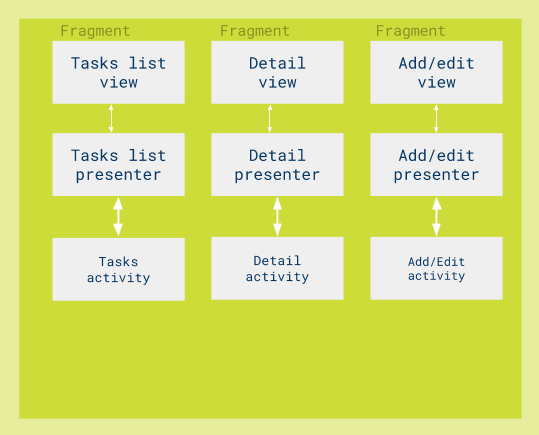 Fragment
Fragment
Fragment
Tasks list
view
Detail
view
Add/edit
view
Tasks list
presenter
Detail
presenter
Add/edit
presenter
Tasks
activity
Detail
activity
Add/Edit
activity